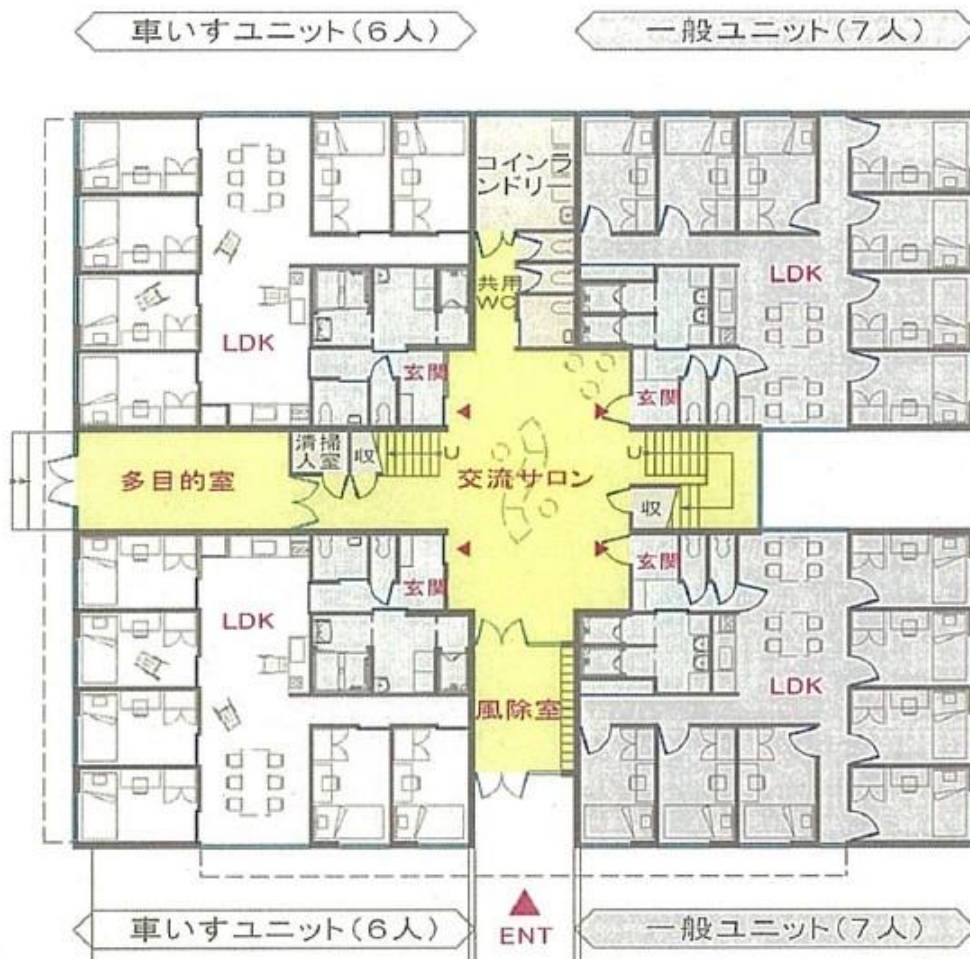 車いすユニット(6人)
一般ユニット(7人)
コインラ
ンドリー
共用
WC
LDK
LDK
玄関
玄関
清掃
人室
収
U
U
多目的室
交流サロン
収
玄関
玄関
LDK
LDK
風除室
車いすユニット(6人)
ENT
一般ユニット(7人)